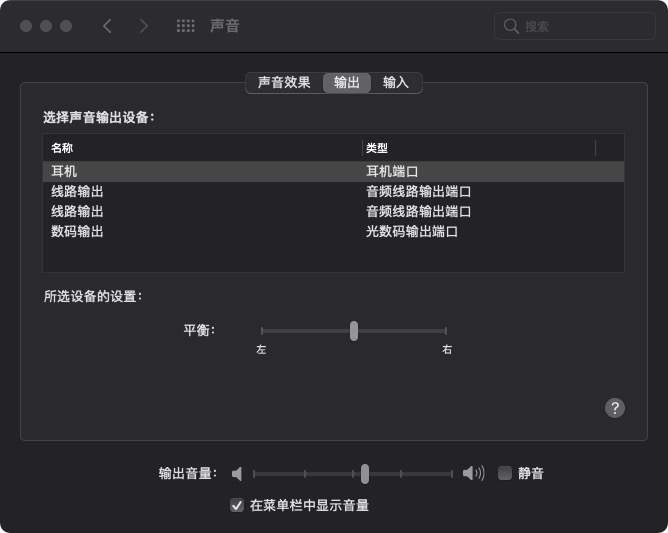 声音
搜索
声音效果 输出 输入
选择声音输出设备：
名称 类型
耳机 耳机端口
线路输出 音频线路输出端口
线路输出 音频线路输出端口
数码输出 光数码输出端口
所选设备的设置：
平衡：
左 右
?
输出音量： 静音
在菜单栏中显示音量